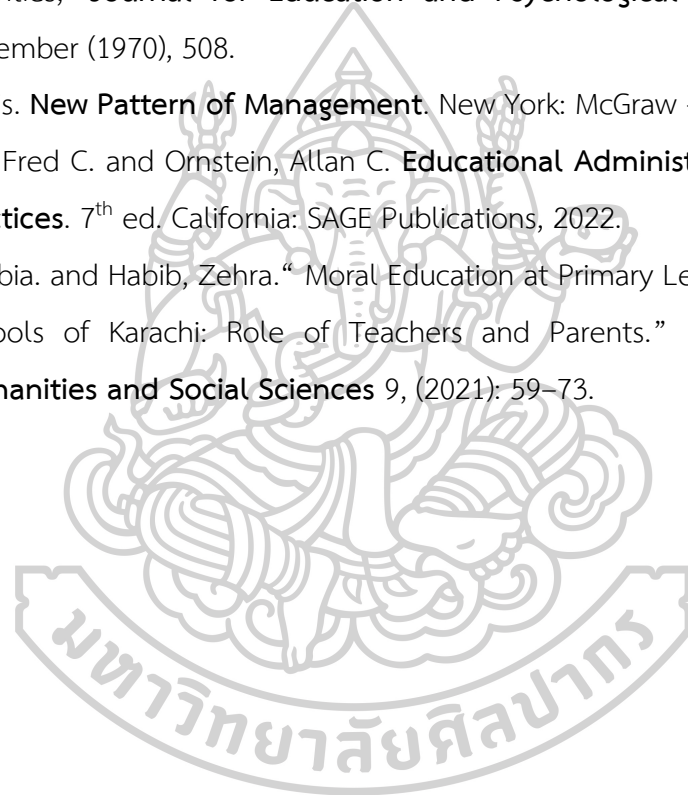 Journal for Education and Psychological
ember (1970), 508.
s. New Pattern of Management. New York: McGraw
Fred C. and Ornstein, Allan C. Educational Administ
ctices. 7th ed. California: SAGE Publications, 2022.
bia. and Habib, Zehra.“ Moral Education at Primary Le
ools of Karachi: Role of Teachers and Parents.”
manities and Social Sciences 9, (2021): 59–73.
มหาวิทยาลัยศิลปากร